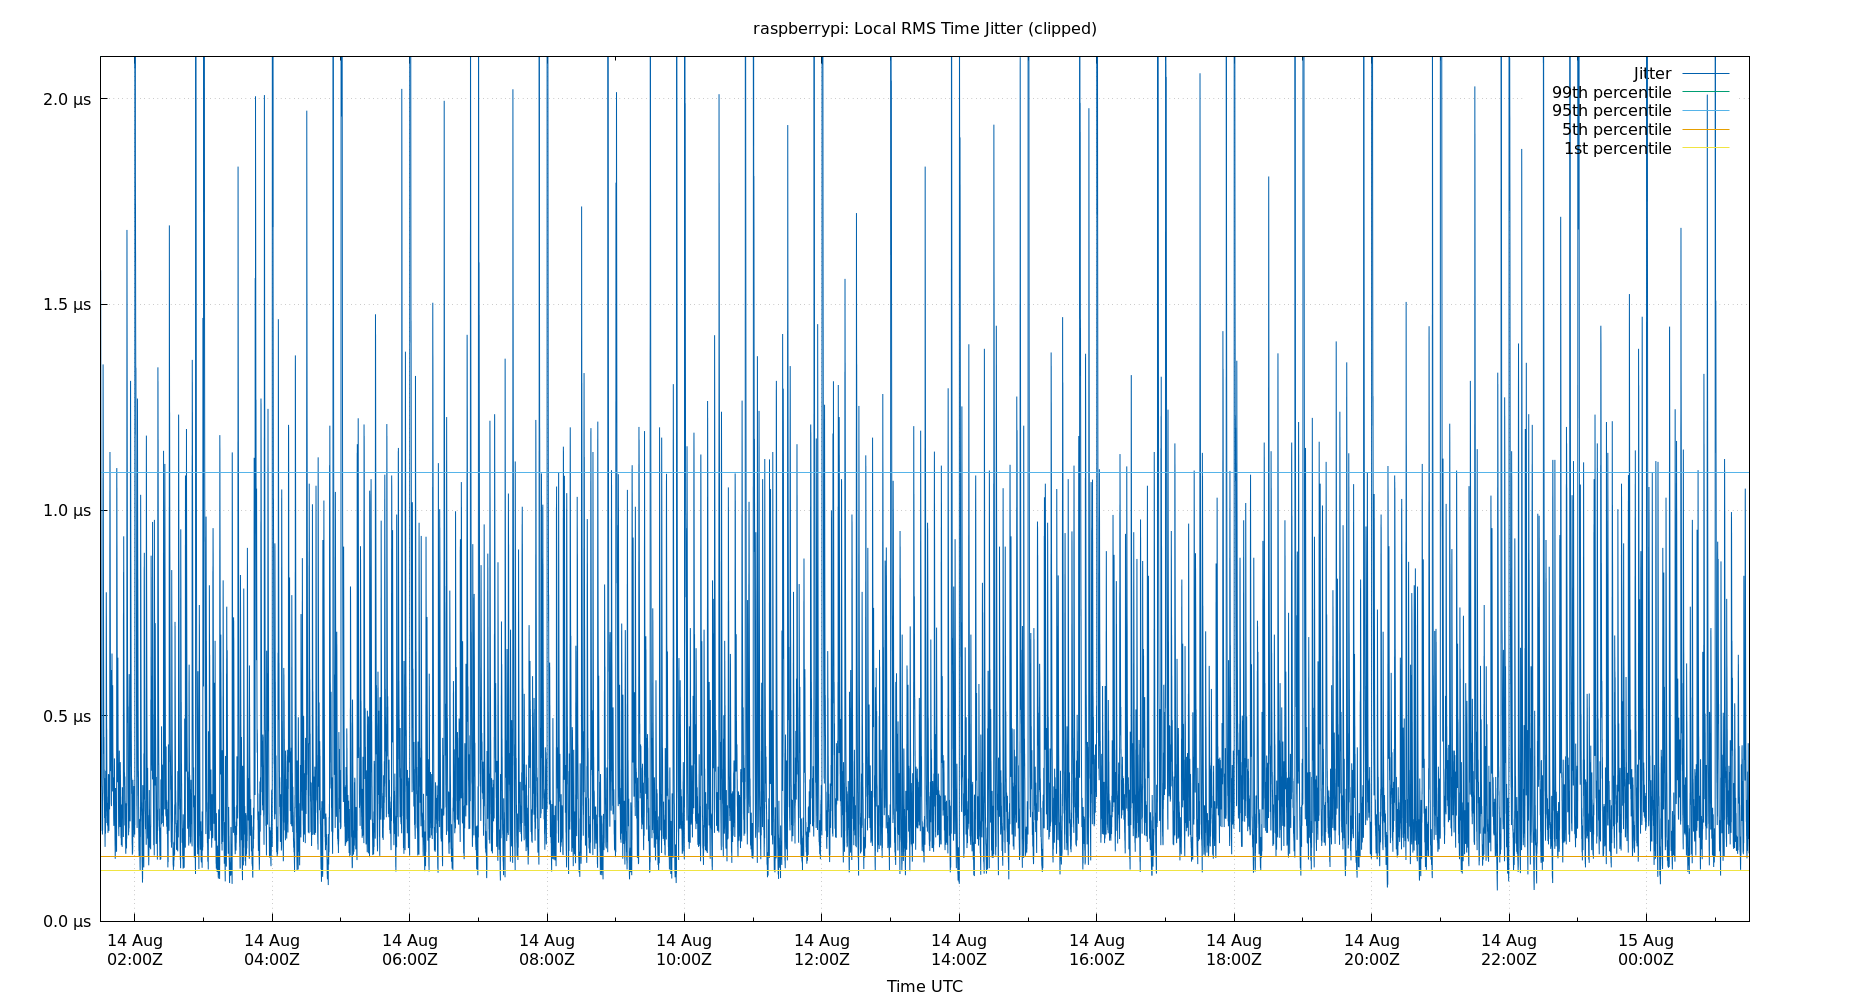 raspberrypi: Local RMS Time Jitter (clipped)
Jitter
99th percentile
95th percentile
5th percentile
1st percentile
2.0 µs
1.5 µs
1.0 µs
0.5 µs
0.0 µs
14 Aug 14 Aug 14 Aug 14 Aug 14 Aug 14 Aug 14 Aug 14 Aug 14 Aug 14 Aug 14 Aug 15 Aug
02:00Z 04:00Z 06:00Z 08:00Z 10:00Z 12:00Z 14:00Z 16:00Z 18:00Z 20:00Z 22:00Z 00:00Z
Time UTC